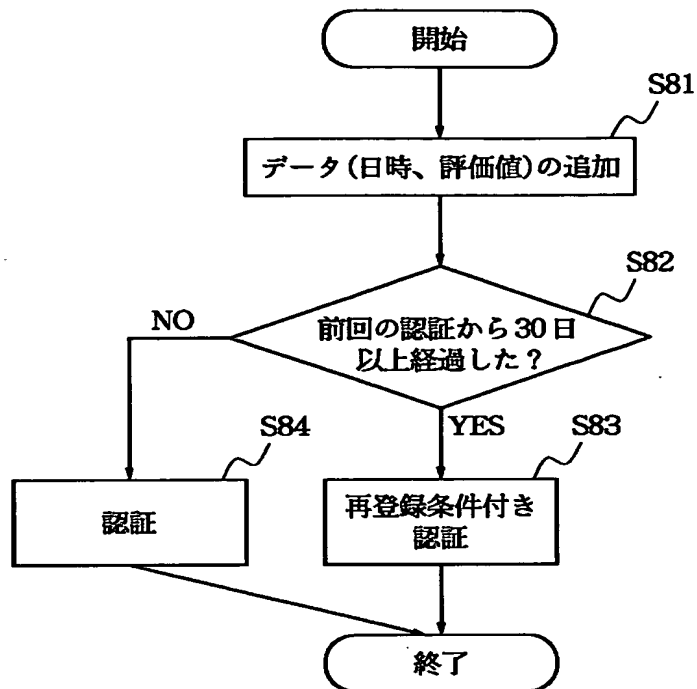 開始
S81
データ(日時、評価値)の追加
S82
前回の認証から30日
以上経過した?
NO
YES
S84
認証
S83
再登録条件付き
認証
終了